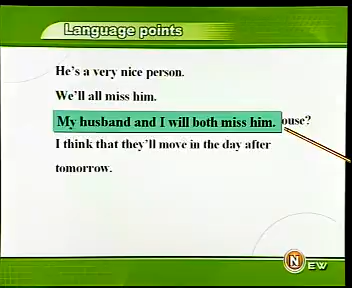 Language points
He's a very nice person.
We'll all miss him.
My husband and I will both miss him. ouse?
I think that they'll move in the day after
tomorrow.
NEW